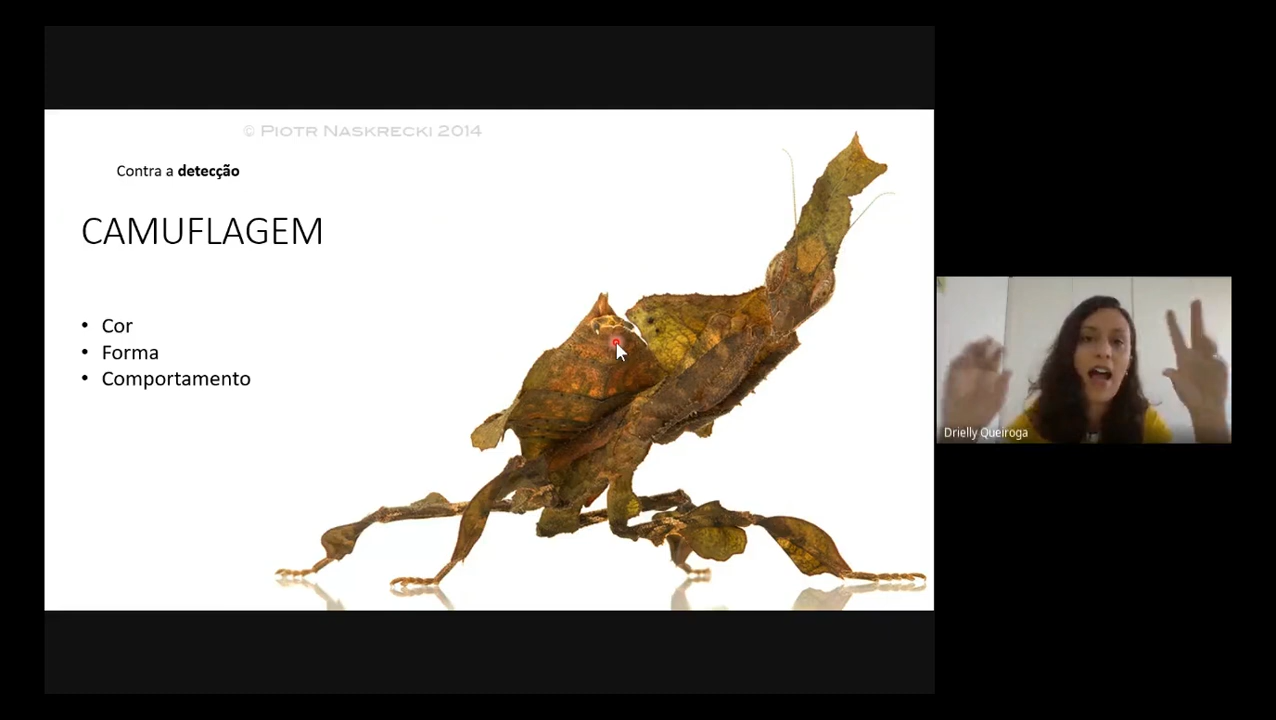 © Piotr Naskrecki 2014
Contra a detecção
CAMUFLAGEM
• Cor
• Forma
• Comportamento
Drielly Queiroga